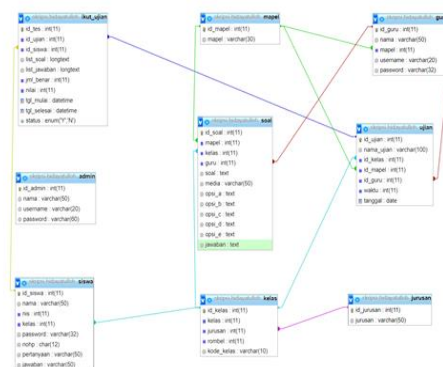 ikut_ujian
id_tes : int(11)
id_ujian : int(11)
id_siswa : int(11)
list_soal : longtext
list_jawaban : longtext
jml_benar : int(11)
nilai : int(11)
tgl_mulai : datetime
tgl_selesai : datetime
status : enum('Y','N')
mapel
id_mapel : int(11)
mapel : varchar(30)
id_guru : int(11)
nama : varchar(50)
mapel : int(11)
username : varchar(20)
password : varchar(32)
soal
id_soal : int(11)
mapel : int(11)
kelas : int(11)
guru : int(11)
soal : text
media : varchar(50)
opsi_a : text
opsi_b : text
opsi_c : text
opsi_d : text
opsi_e : text
jawaban : text
ujian
id_ujian : int(11)
nama_ujian : varchar(100)
id_kelas : int(11)
id_mapel : int(11)
id_guru : int(11)
waktu : int(11)
tanggal : date
admin
id_admin : int(11)
nama : varchar(50)
username : varchar(20)
password : varchar(60)
siswa
id_siswa : int(11)
nama : varchar(50)
nis : int(11)
kelas : int(11)
password : varchar(32)
nohp : char(12)
pertanyaan : varchar(50)
jawaban : varchar(50)
kelas
id_kelas : int(11)
kelas : int(11)
jurusan : int(11)
rombel : int(11)
kode_kelas : varchar(10)
jurusan
id_jurusan : int(11)
jurusan : varchar(50)